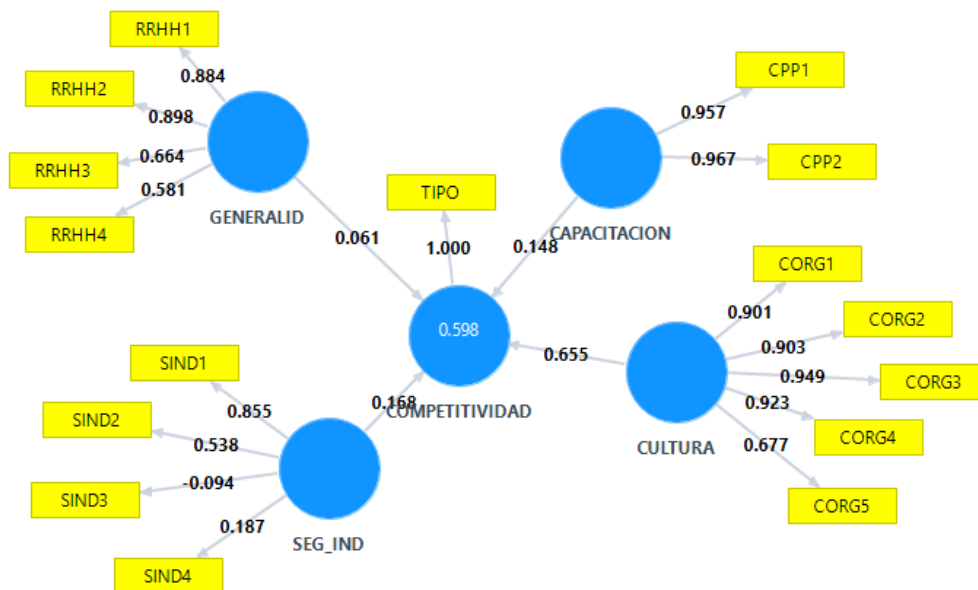 RRHH1
0.884
RRHH2
0.898
RRHH3
0.664
RRHH4
0.581
GENERALID
0.061
TIPO
1.000
CPP1
0.957
CPP2
0.967
CAPACITACION
0.148
0.598
COMPETITIVIDAD
CORG1
0.901
CORG2
0.903
CORG3
0.949
CORG4
0.923
CORG5
0.677
CULTURA
0.655
SIND1
0.855
SIND2
0.538
SIND3
-0.094
SIND4
0.187
SEG_IND
0.168